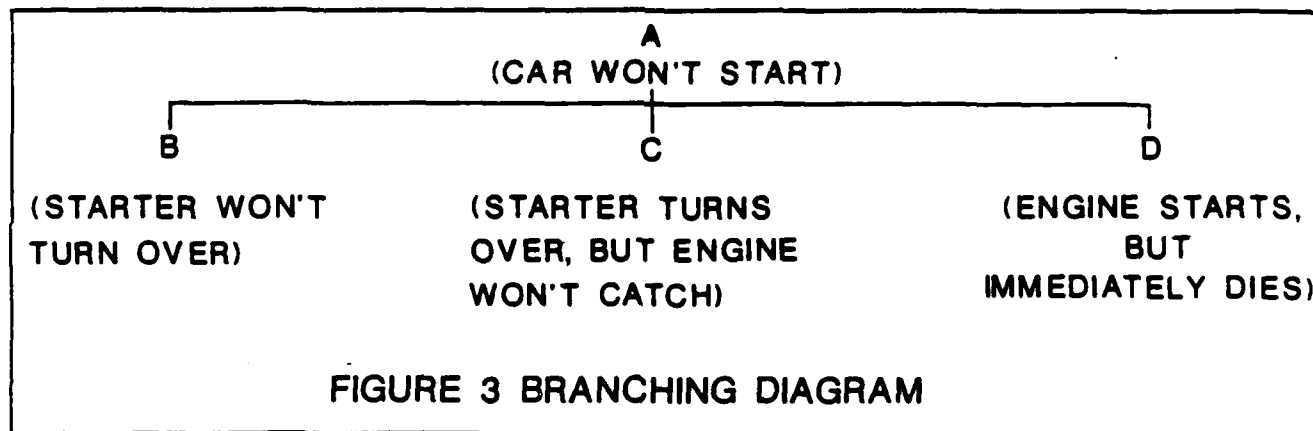 A
(CAR WON'T START)
B
C
D
(STARTER WON'T
TURN OVER)
(STARTER TURNS
OVER, BUT ENGINE
WON'T CATCH)
(ENGINE STARTS,
BUT
IMMEDIATELY DIES)
FIGURE 3 BRANCHING DIAGRAM